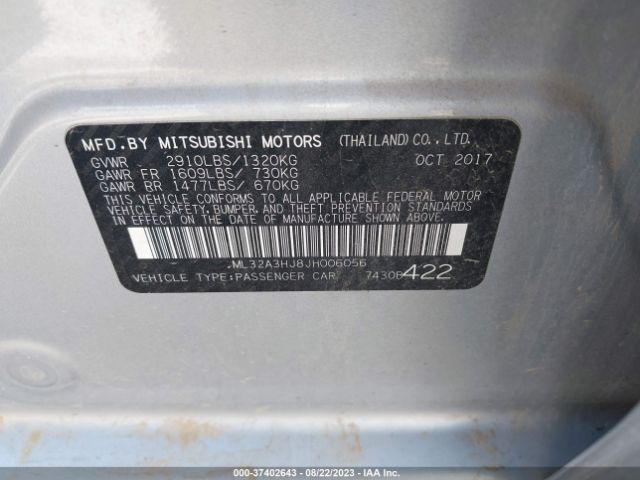 MFD.BY MITSUBISHI MOTORS (THAILAND)CO.,LTD.
GVWR 2910LBS/1320KG OCT 2017
GAWR FR 1609LBS/ 730KG
GAWR RR 1477LBS/ 670KG
THIS VEHICLE CONFORMS TO ALL APPLICABLE FEDERAL MOTOR
VEHICLE SAFETY, BUMPER, AND THEFT PREVENTION STANDARDS
IN EFFECT ON THE DATE OF MANUFACTURE SHOWN ABOVE.
ML32A3HJ8JH006056
VEHICLE TYPE:PASSENGER CAR 7430B422
000-37402643 - 08/22/2023 - IAA Inc.